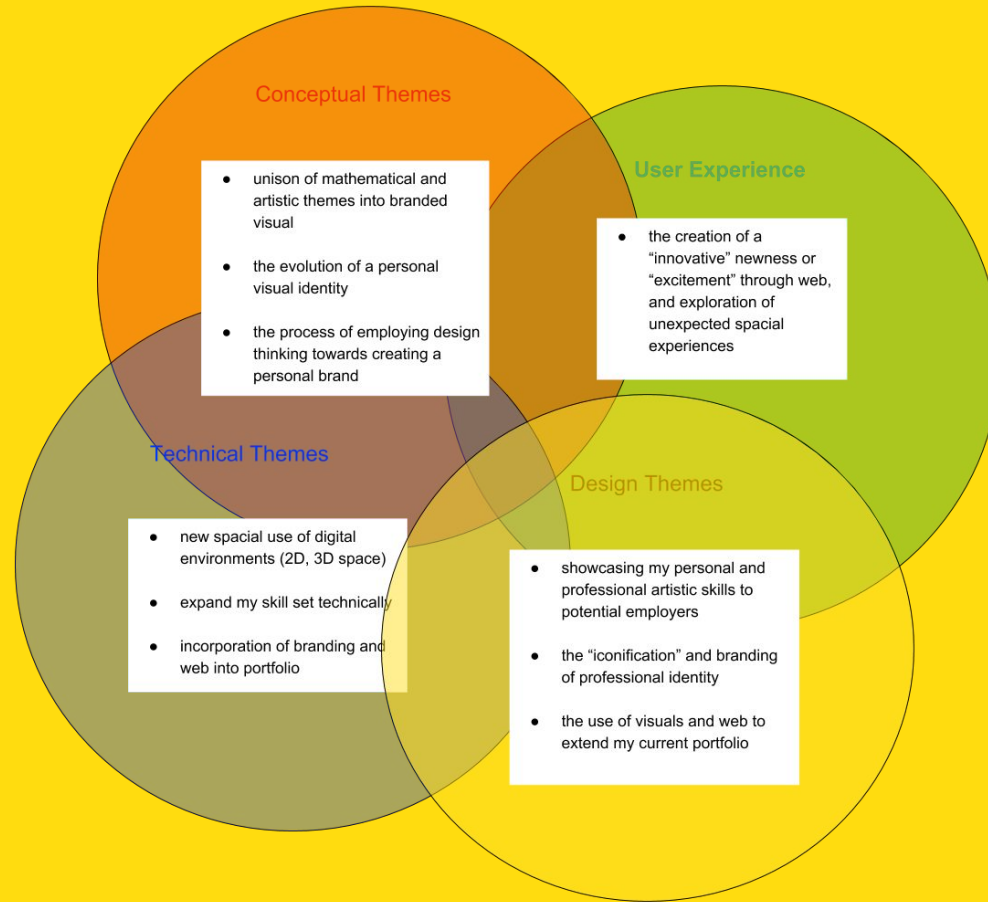 Conceptual Themes
● unison of mathematical and
artistic themes into branded
visual
● the evolution of a personal
visual identity
● the process of employing design
thinking towards creating a
personal brand
User Experience
● the creation of a
“innovative” newness or
“excitement” through web,
and exploration of
unexpected spacial
experiences
Technical Themes
● new spacial use of digital
environments (2D, 3D space)
● expand my skill set technically
● incorporation of branding and
web into portfolio
Design Themes
● showcasing my personal and
professional artistic skills to
potential employers
● the “iconification” and branding
of professional identity
● the use of visuals and web to
extend my current portfolio